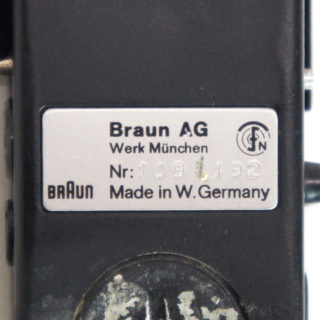 Braun AG
Werk München
Nr:
BRAUN Made in W. Germany